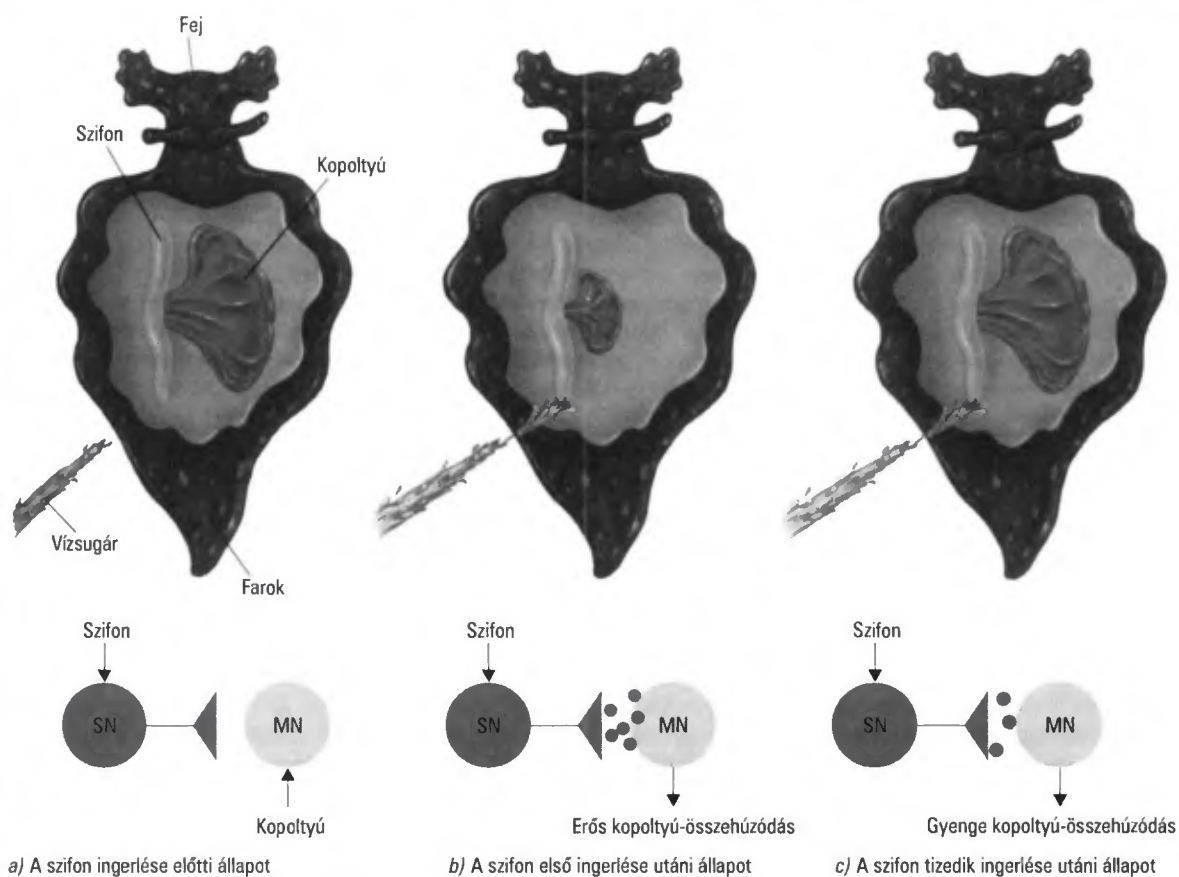 Fej
Szifon
Kopoltyú
Vízsugár
Farok
Szifon
SN
MN
Kopoltyú
a) A szifon ingerlése előtti állapot
Szifon
SN
MN
Erős kopoltyú-összehúzódás
b) A szifon első ingerlése utáni állapot
Szifon
SN
MN
Gyenge kopoltyú-összehúzódás
c) A szifon tizedik ingerlése utáni állapot